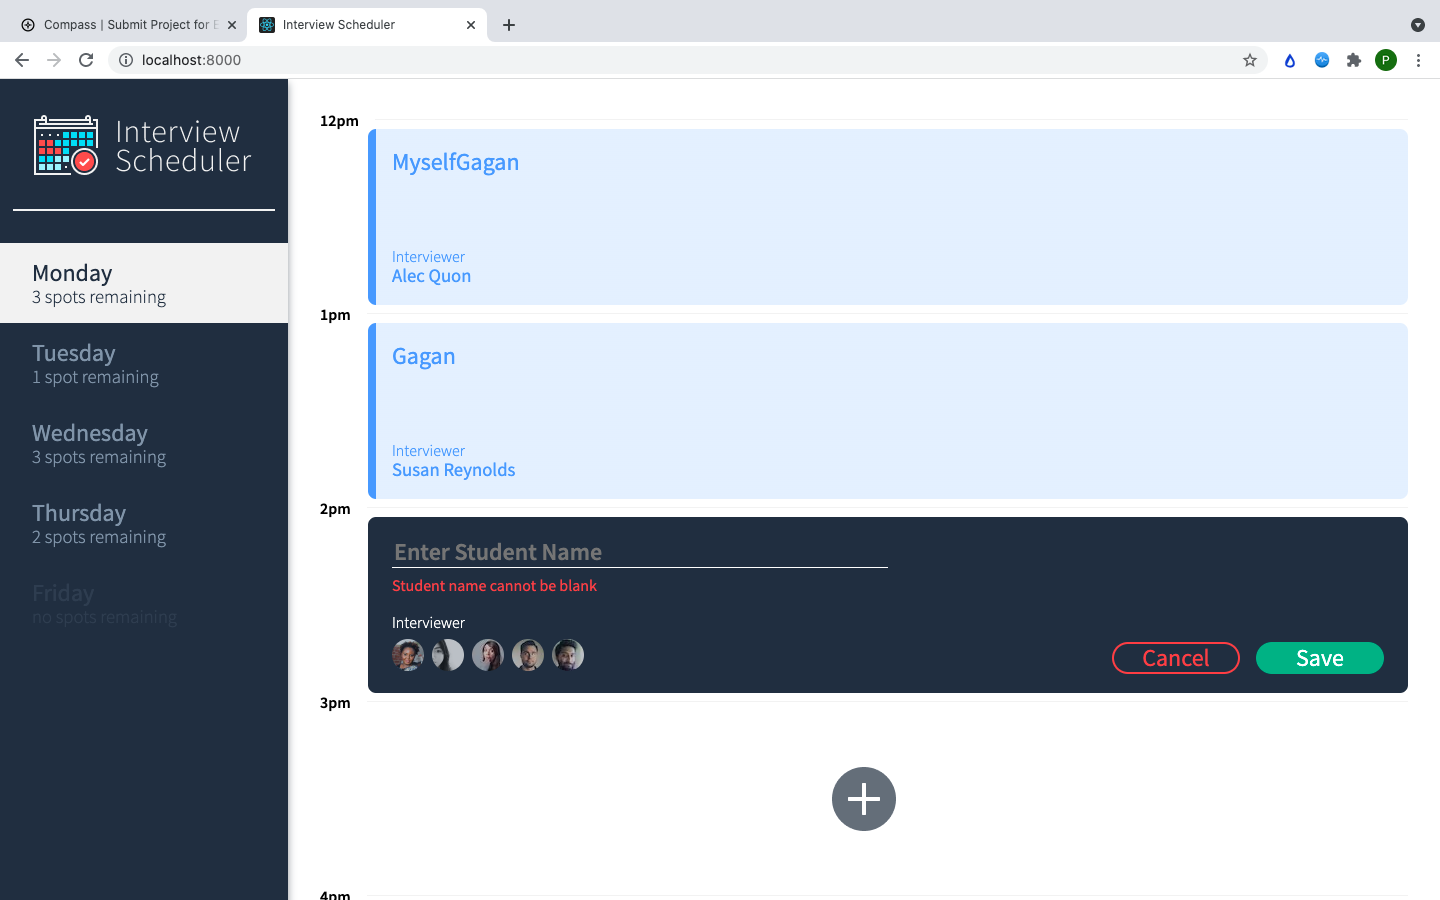 Compass | Submit Project for E
Interview Scheduler
localhost:8000
P
Interview
Scheduler
Monday
3 spots remaining
Tuesday
1 spot remaining
Wednesday
3 spots remaining
Thursday
2 spots remaining
Friday
no spots remaining
12pm
MyselfGagan
Interviewer
Alec Quon
1pm
Gagan
Interviewer
Susan Reynolds
2pm
Enter Student Name
Student name cannot be blank
Interviewer
Cancel
Save
3pm
4pm